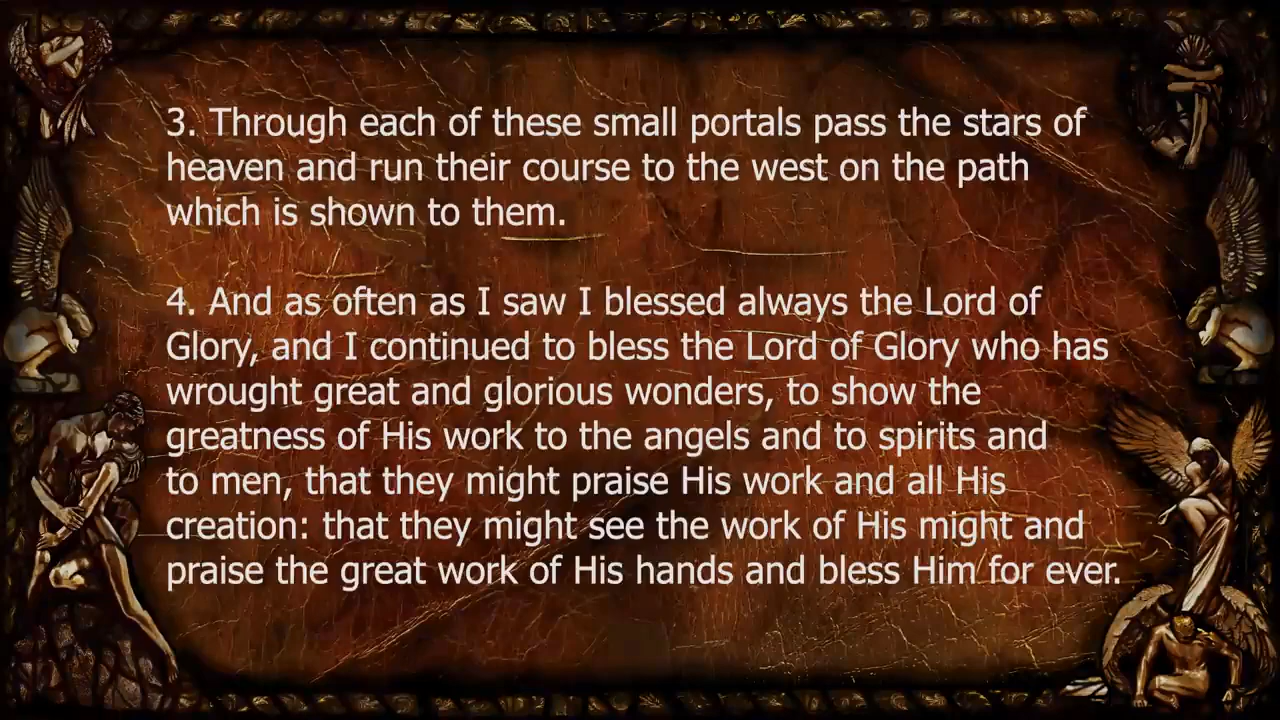 3. Through each of these small portals pass the stars of
heaven and run their course to the west on the path
which is shown to them.
4. And as often as I saw I blessed always the Lord of
Glory, and I continued to bless the Lord of Glory who has
wrought great and glorious wonders, to show the
greatness of His work to the angels and to spirits and
to men, that they might praise His work and all His
creation: that they might see the work of His might and
praise the great work of His hands and bless Him for ever.